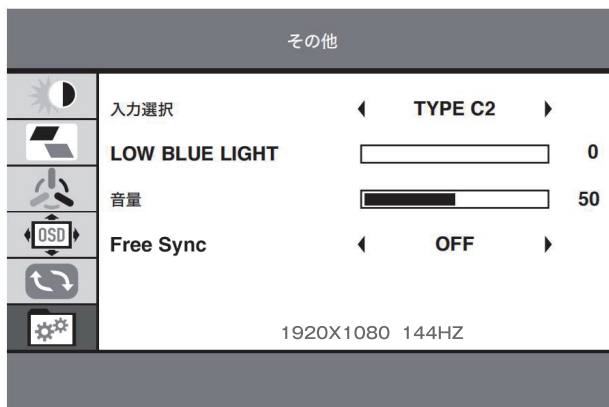 その他
入力選択 TYPE C2
LOW BLUE LIGHT 0
音量 50
OSD
Free Sync OFF
1920X1080 144HZ